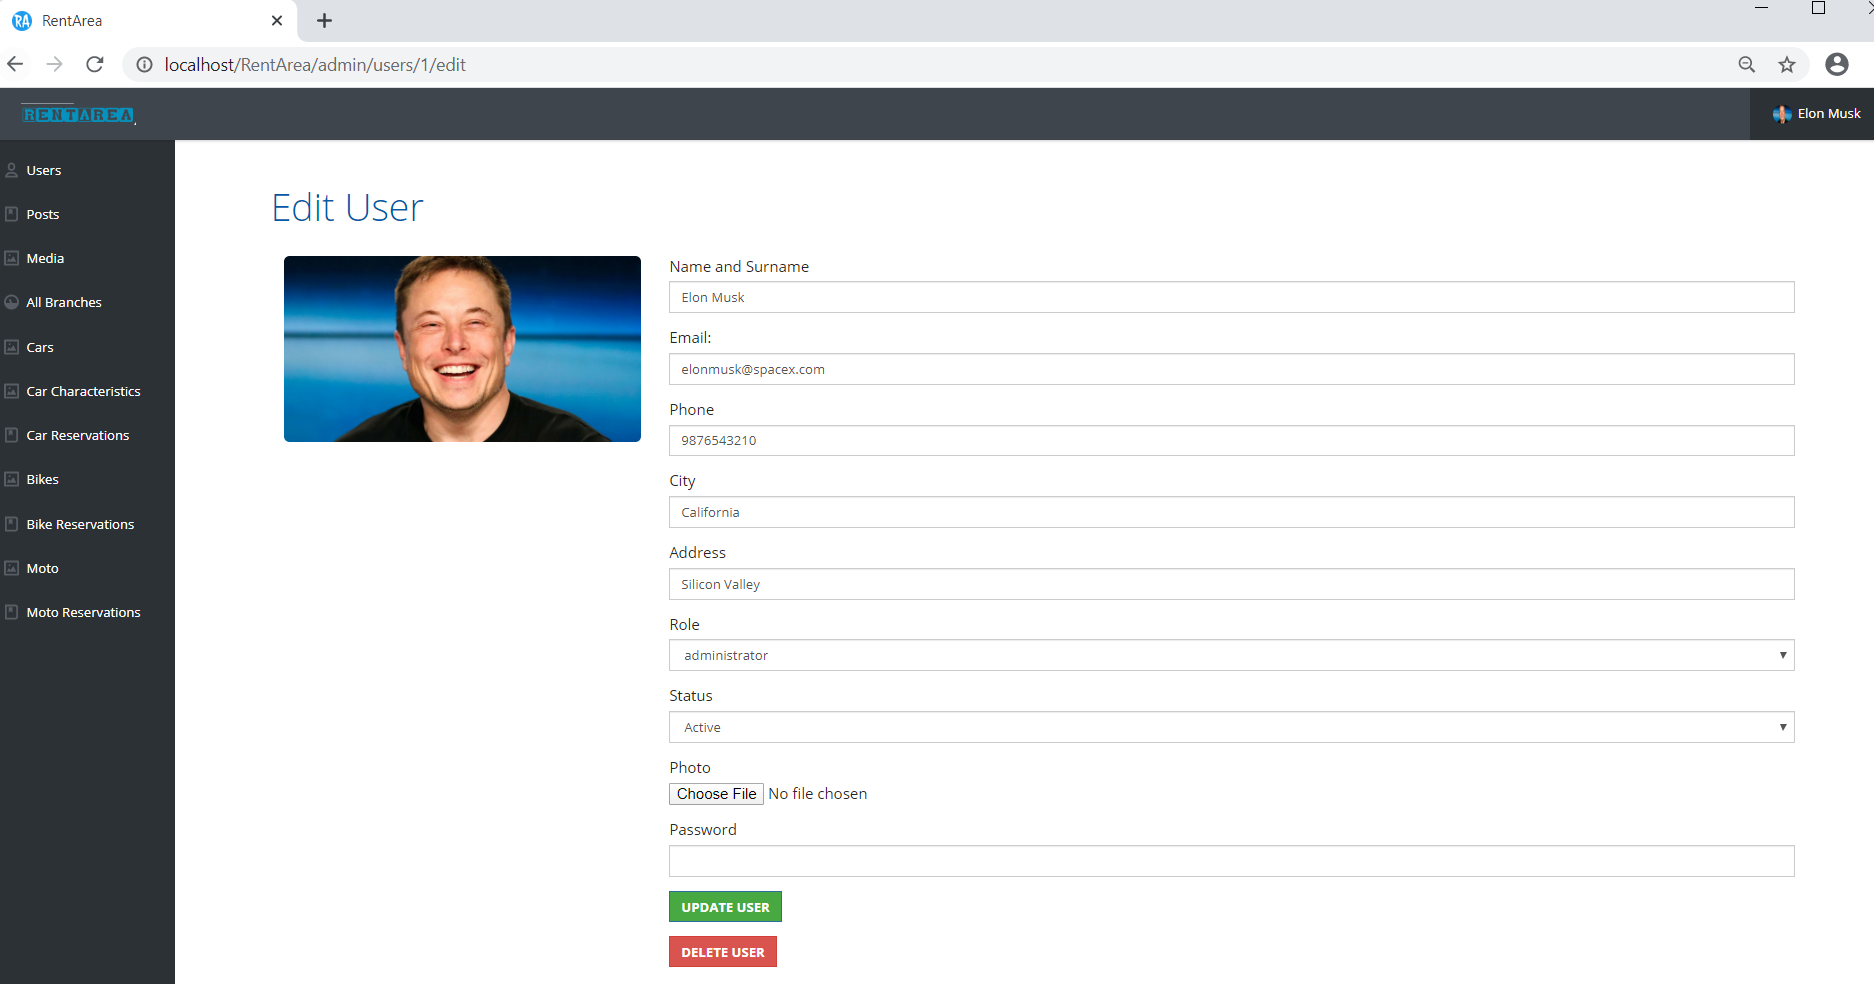 RentArea
localhost/RentArea/admin/users/1/edit
RENTAREA
Elon Musk
Users
Posts
Media
All Branches
Cars
Car Characteristics
Car Reservations
Bikes
Bike Reservations
Moto
Moto Reservations
Edit User
Name and Surname
Elon Musk
Email:
elonmusk@spacex.com
Phone
9876543210
City
California
Address
Silicon Valley
Role
administrator
Status
Active
Photo
Choose File No file chosen
Password
UPDATE USER
DELETE USER